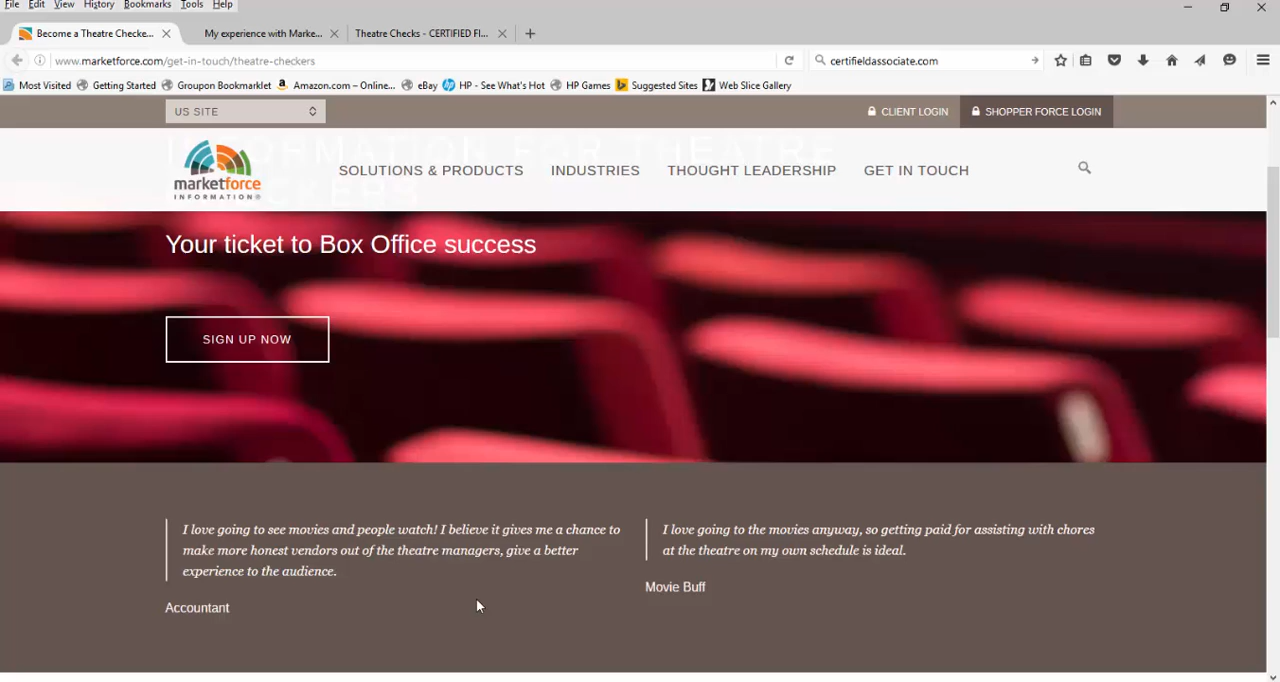 File Edit View History Bookmarks Tools Help
Become a Theatre Checke... My experience with Marke... Theatre Checks - CERTIFIED FI...
www.marketforce.com/get-in-touch/theatre-checkers certifieldassociate.com
Most Visited Getting Started Groupon Bookmarklet Amazon.com – Online... eBay HP - See What's Hot HP Games Suggested Sites Web Slice Gallery
US SITE CLIENT LOGIN SHOPPER FORCE LOGIN
INFORMATION FOR THEATRE
CHECKERS
marketforce
INFORMATION®
SOLUTIONS & PRODUCTS INDUSTRIES THOUGHT LEADERSHIP GET IN TOUCH
Your ticket to Box Office success
SIGN UP NOW
I love going to see movies and people watch! I believe it gives me a chance to
make more honest vendors out of the theatre managers, give a better
experience to the audience.
Accountant
I love going to the movies anyway, so getting paid for assisting with chores
at the theatre on my own schedule is ideal.
Movie Buff